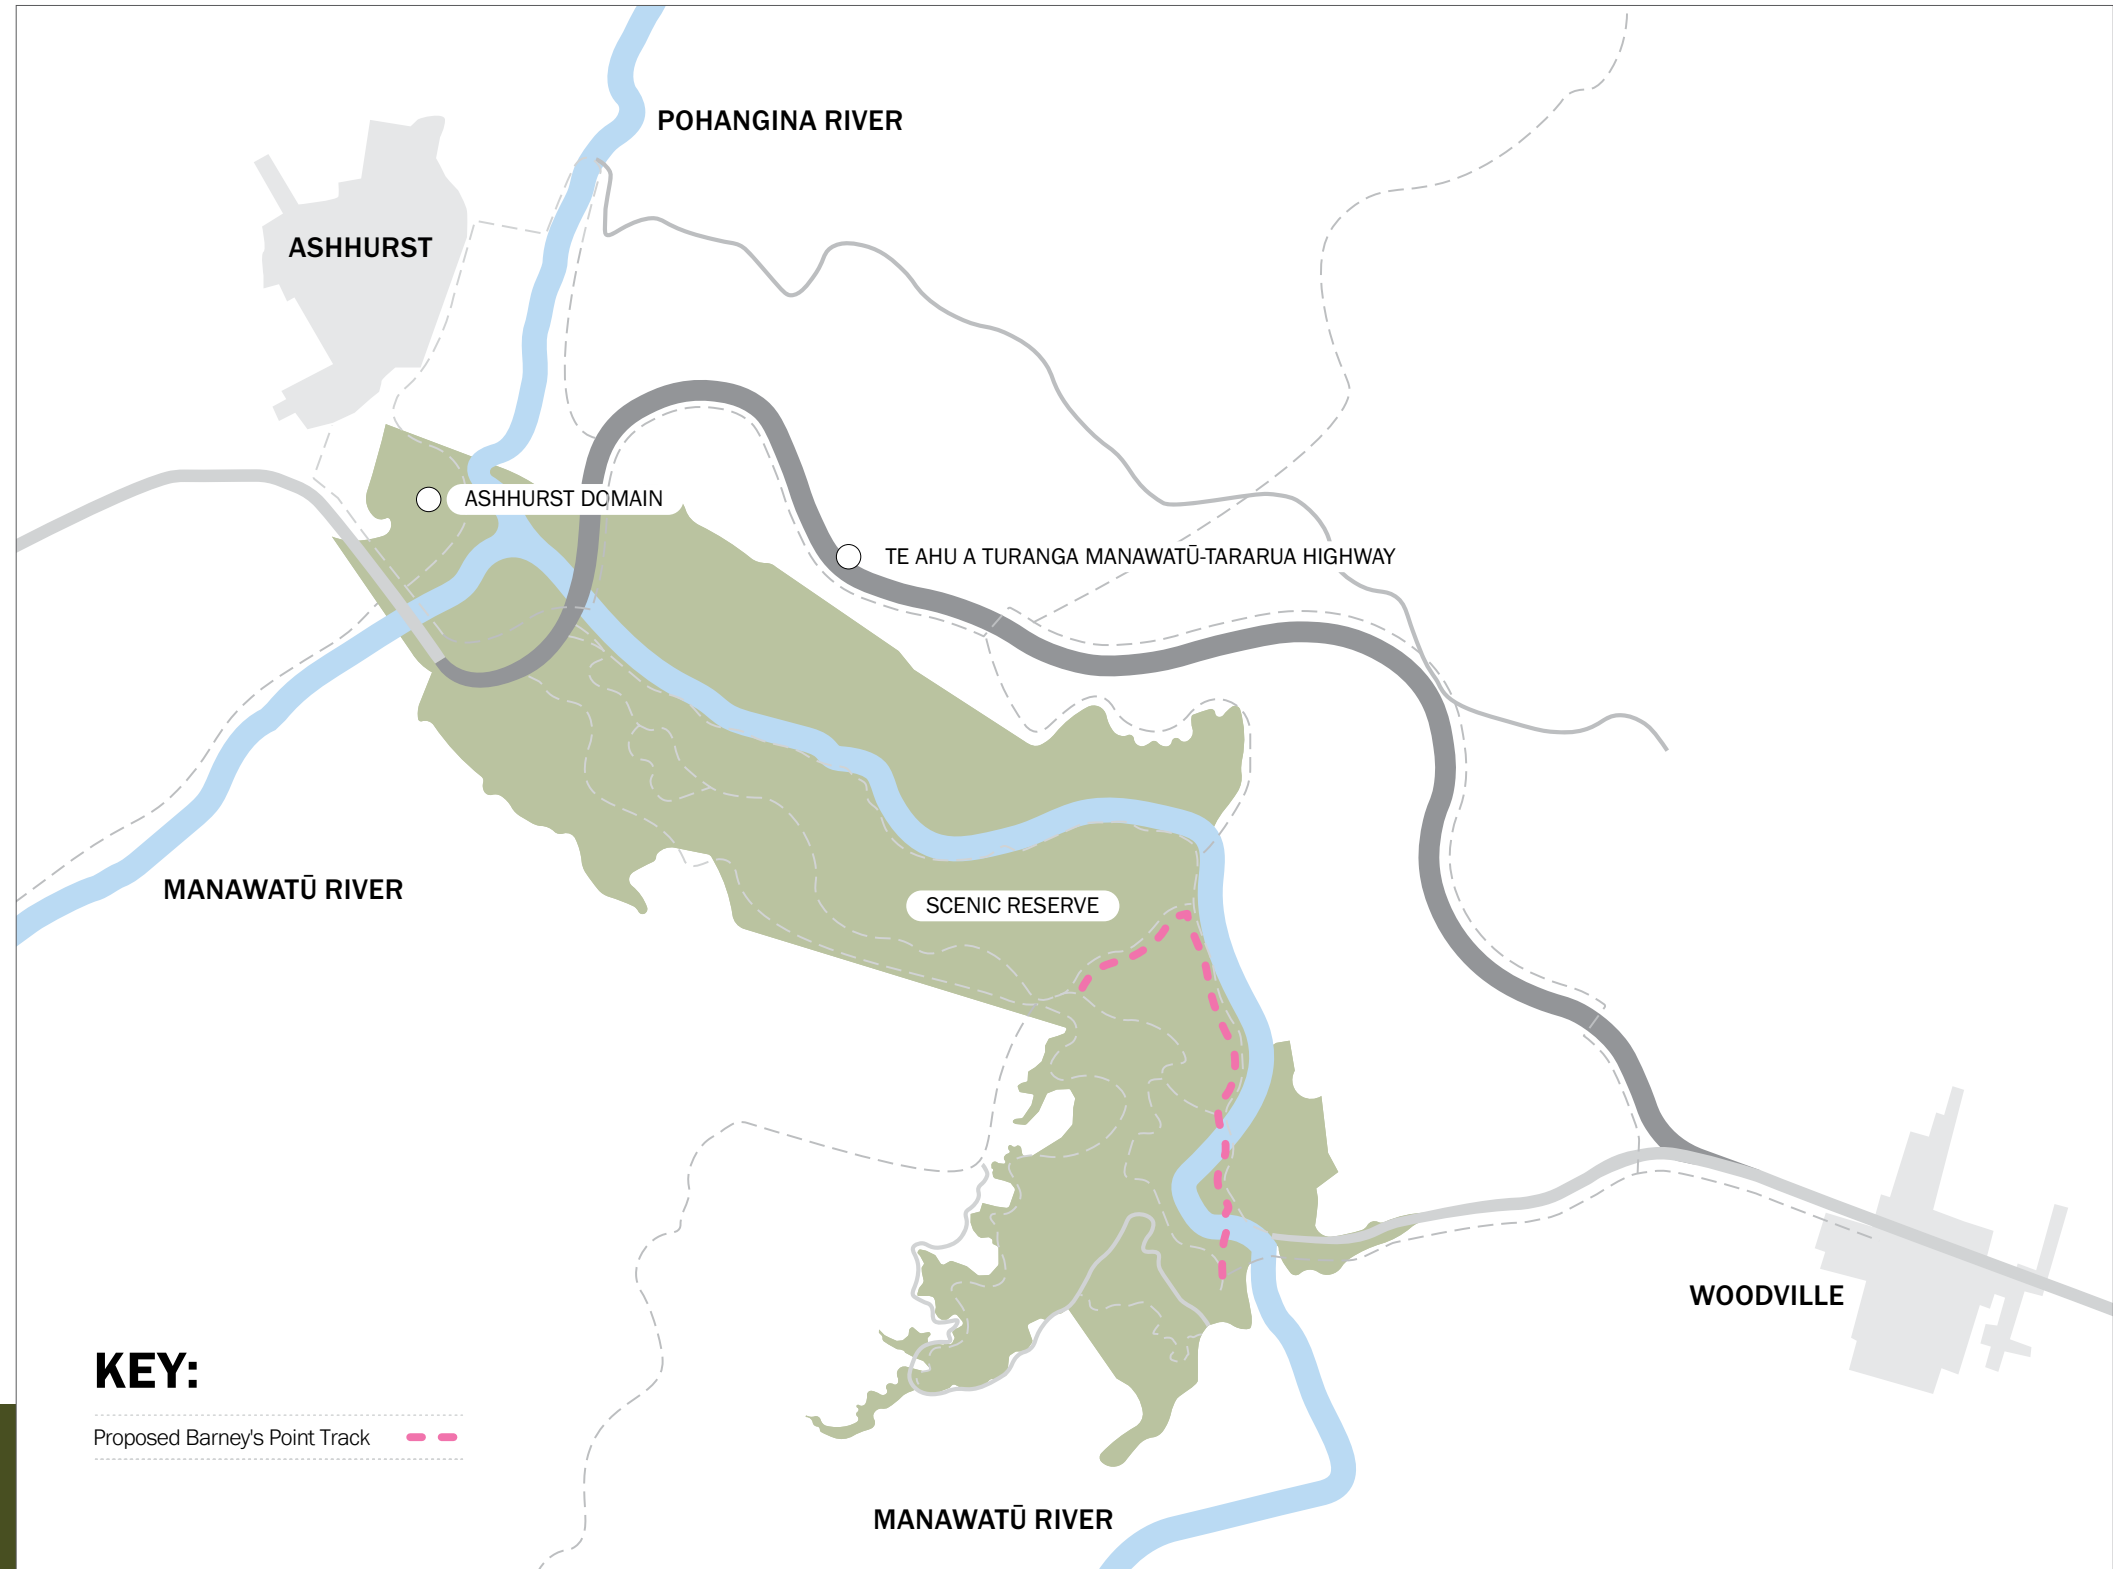 POHANGINA RIVER
ASHHURST
ASHHURST DOMAIN
TE AHU A TURANGA MANAWATŪ-TARARUA HIGHWAY
MANAWATŪ RIVER
SCENIC RESERVE
WOODVILLE
KEY:
Proposed Barney's Point Track
MANAWATŪ RIVER